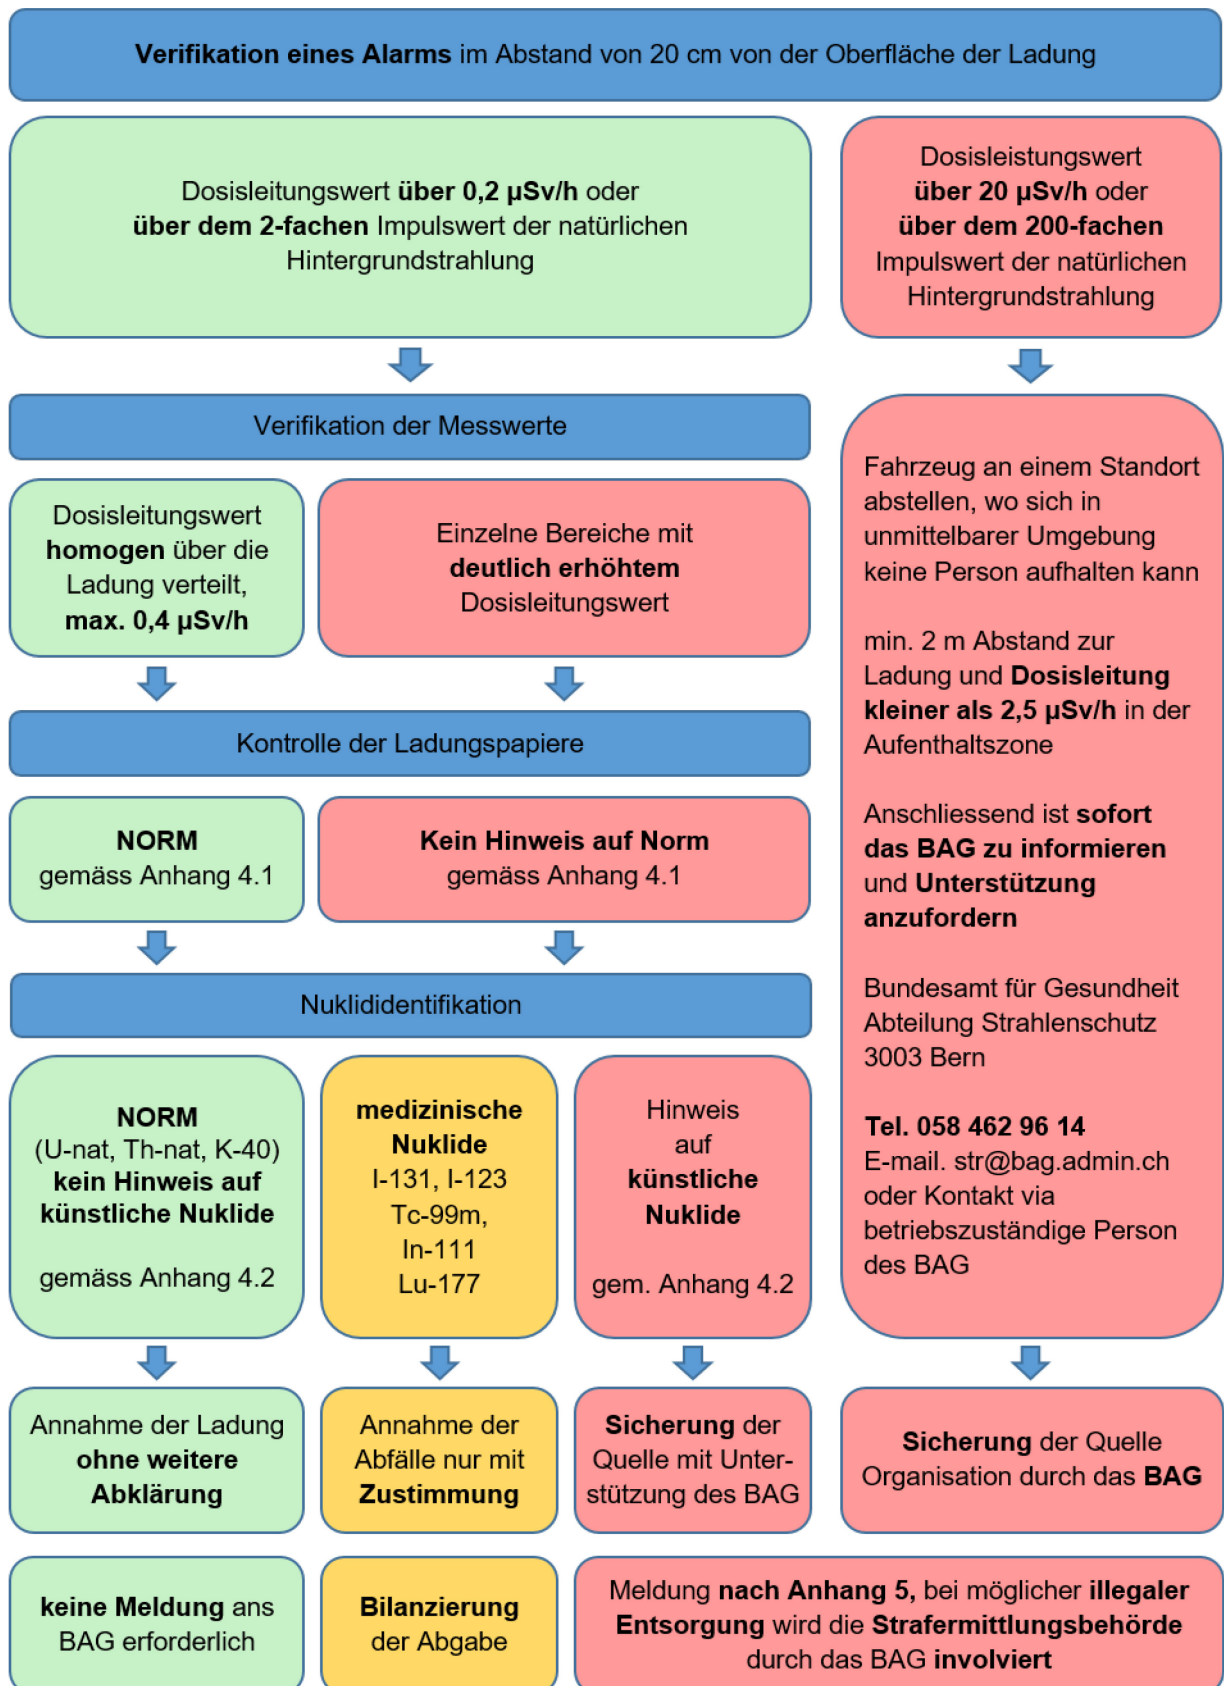 Verifikation eines Alarms im Abstand von 20 cm von der Oberfläche der Ladung
Dosisleitungswert über 0,2 µSv/h oder
über dem 2-fachen Impulswert der natürlichen
Hintergrundstrahlung
Dosisleistungswert
über 20 µSv/h oder
über dem 200-fachen
Impulswert der natürlichen
Hintergrundstrahlung
Verifikation der Messwerte
Dosisleitungswert
homogen über die
Ladung verteilt,
max. 0,4 µSv/h
Einzelne Bereiche mit
deutlich erhöhtem
Dosisleitungswert
Kontrolle der Ladungspapiere
NORM
gemäss Anhang 4.1
Kein Hinweis auf Norm
gemäss Anhang 4.1
Nuklididentifikation
NORM
(U-nat, Th-nat, K-40)
kein Hinweis auf
künstliche Nuklide
gemäss Anhang 4.2
medizinische
Nuklide
I-131, I-123
Tc-99m,
In-111
Lu-177
Hinweis
auf
künstliche
Nuklide
gem. Anhang 4.2
Fahrzeug an einem Standort
abstellen, wo sich in
unmittelbarer Umgebung
keine Person aufhalten kann
min. 2 m Abstand zur
Ladung und Dosisleitung
kleiner als 2,5 µSv/h in der
Aufenthaltszone
Anschliessend ist sofort
das BAG zu informieren
und Unterstützung
anzufordern
Bundesamt für Gesundheit
Abteilung Strahlenschutz
3003 Bern
Tel. 058 462 96 14
E-mail. str@bag.admin.ch
oder Kontakt via
betriebszuständige Person
des BAG
Annahme der Ladung
ohne weitere
Abklärung
Annahme der
Abfälle nur mit
Zustimmung
Sicherung der
Quelle mit Unter-
stützung des BAG
Sicherung der Quelle
Organisation durch das BAG
keine Meldung ans
BAG erforderlich
Bilanzierung
der Abgabe
Meldung nach Anhang 5, bei möglicher illegaler
Entsorgung wird die Strafermittlungsbehörde
durch das BAG involviert